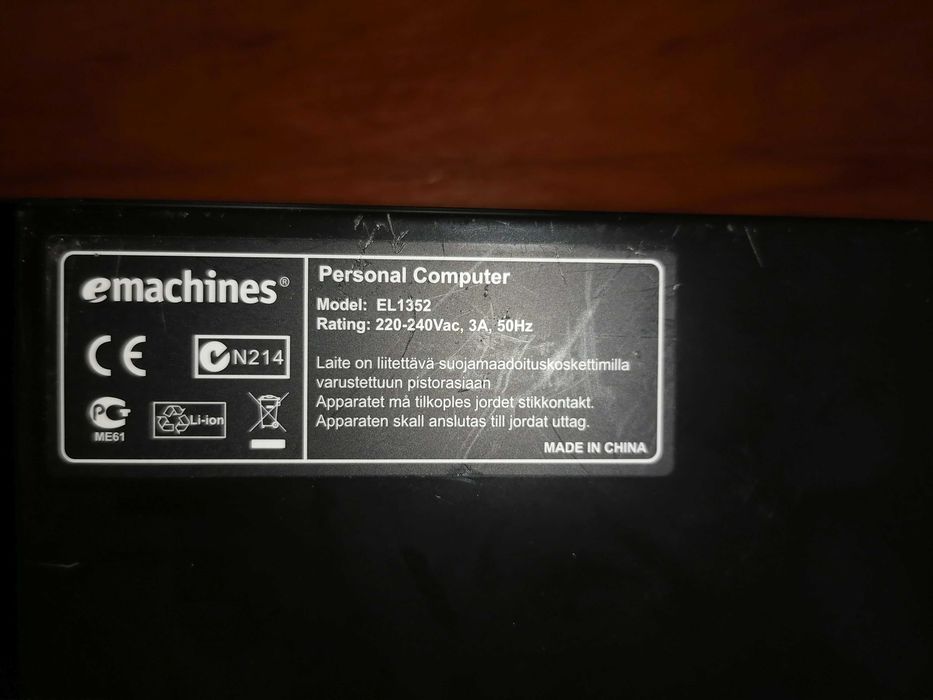 emachines®
CE
N214
PC
ME61
Li-ion
Personal Computer
Model: EL1352
Rating: 220-240Vac, 3A, 50Hz
Laite on liitettävä suojamaadoituskoskettimilla
varustettuun pistorasiaan
Apparatet må tilkoples jordet stikkontakt.
Apparaten skall anslutas till jordat uttag.
MADE IN CHINA